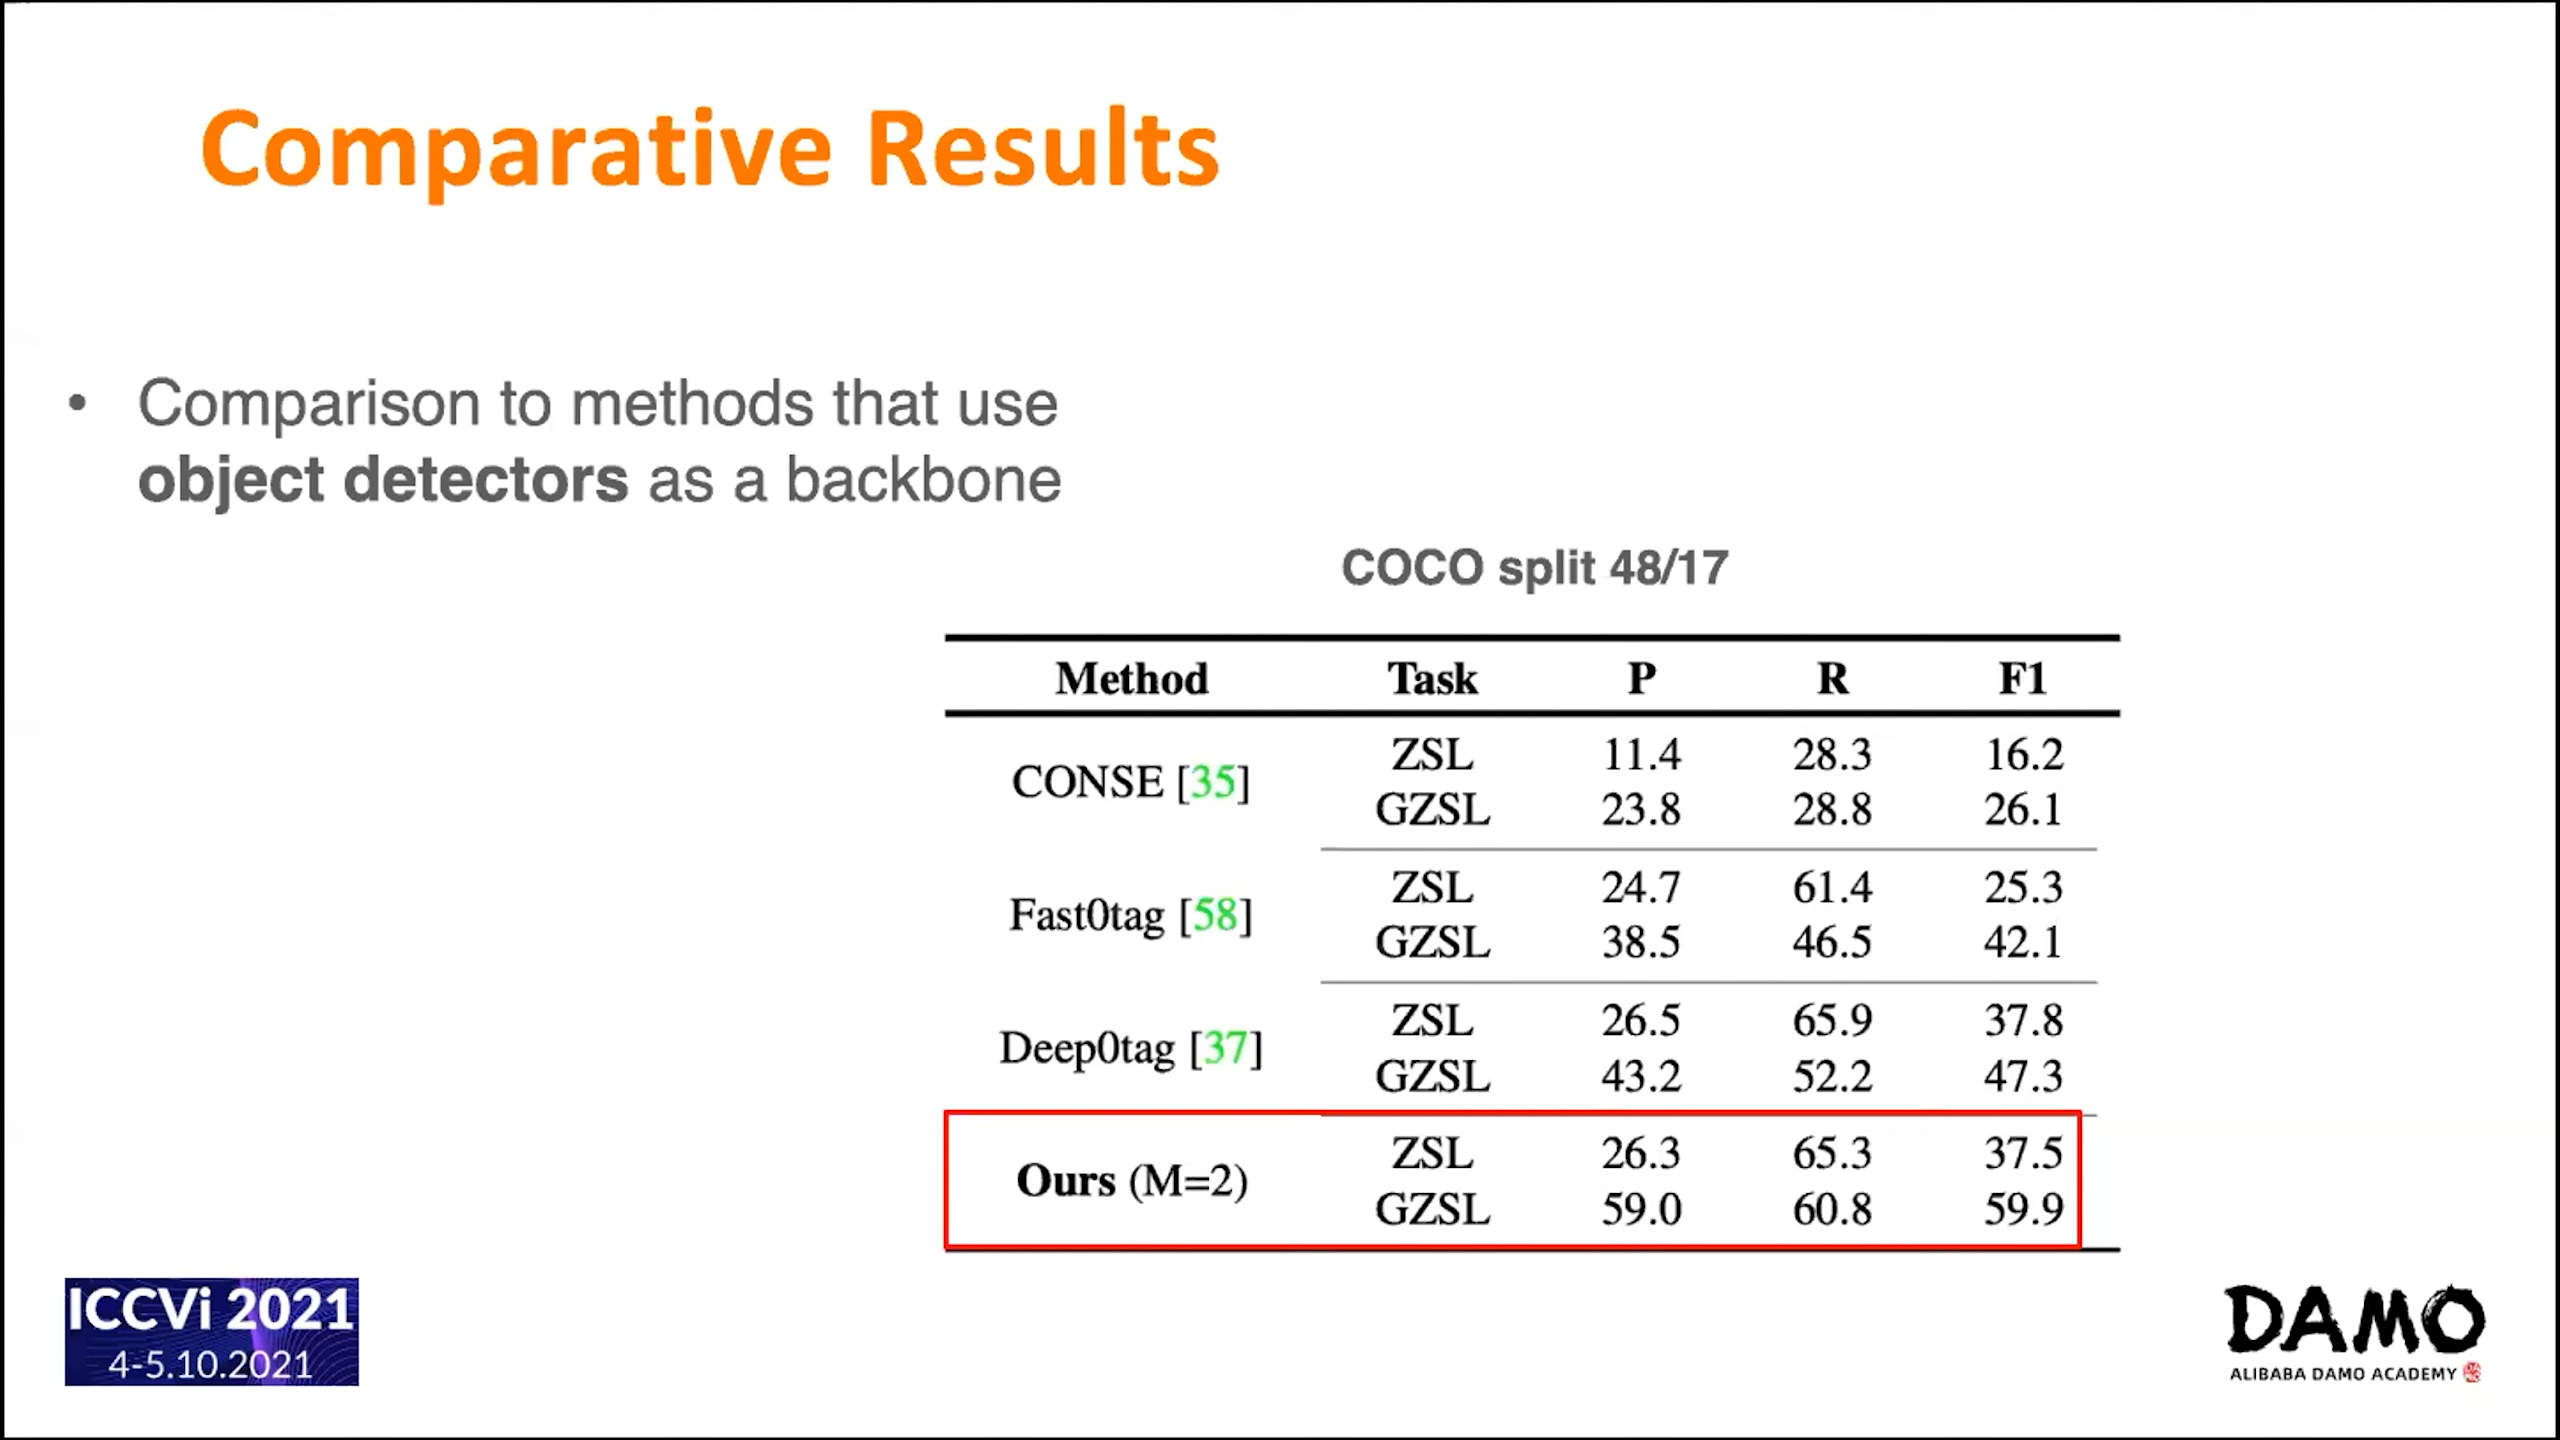 Comparative Results
• Comparison to methods that use
object detectors as a backbone
COCO split 48/17
Method Task P R F1
CONSE [35] ZSL 11.4 28.3 16.2
GZSL 23.8 28.8 26.1
Fast0tag [58] ZSL 24.7 61.4 25.3
GZSL 38.5 46.5 42.1
Deep0tag [37] ZSL 26.5 65.9 37.8
GZSL 43.2 52.2 47.3
Ours (M=2) ZSL 26.3 65.3 37.5
GZSL 59.0 60.8 59.9
ICCVi 2021
4-5.10.2021
DAMO
ALIBABA DAMO ACADEMY